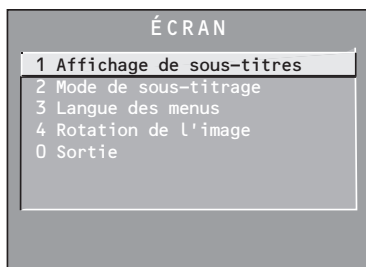 ÉCRAN
1 Affichage de sous-titres
2 Mode de sous-titrage
3 Langue des menus
4 Rotation de l'image
0 Sortie